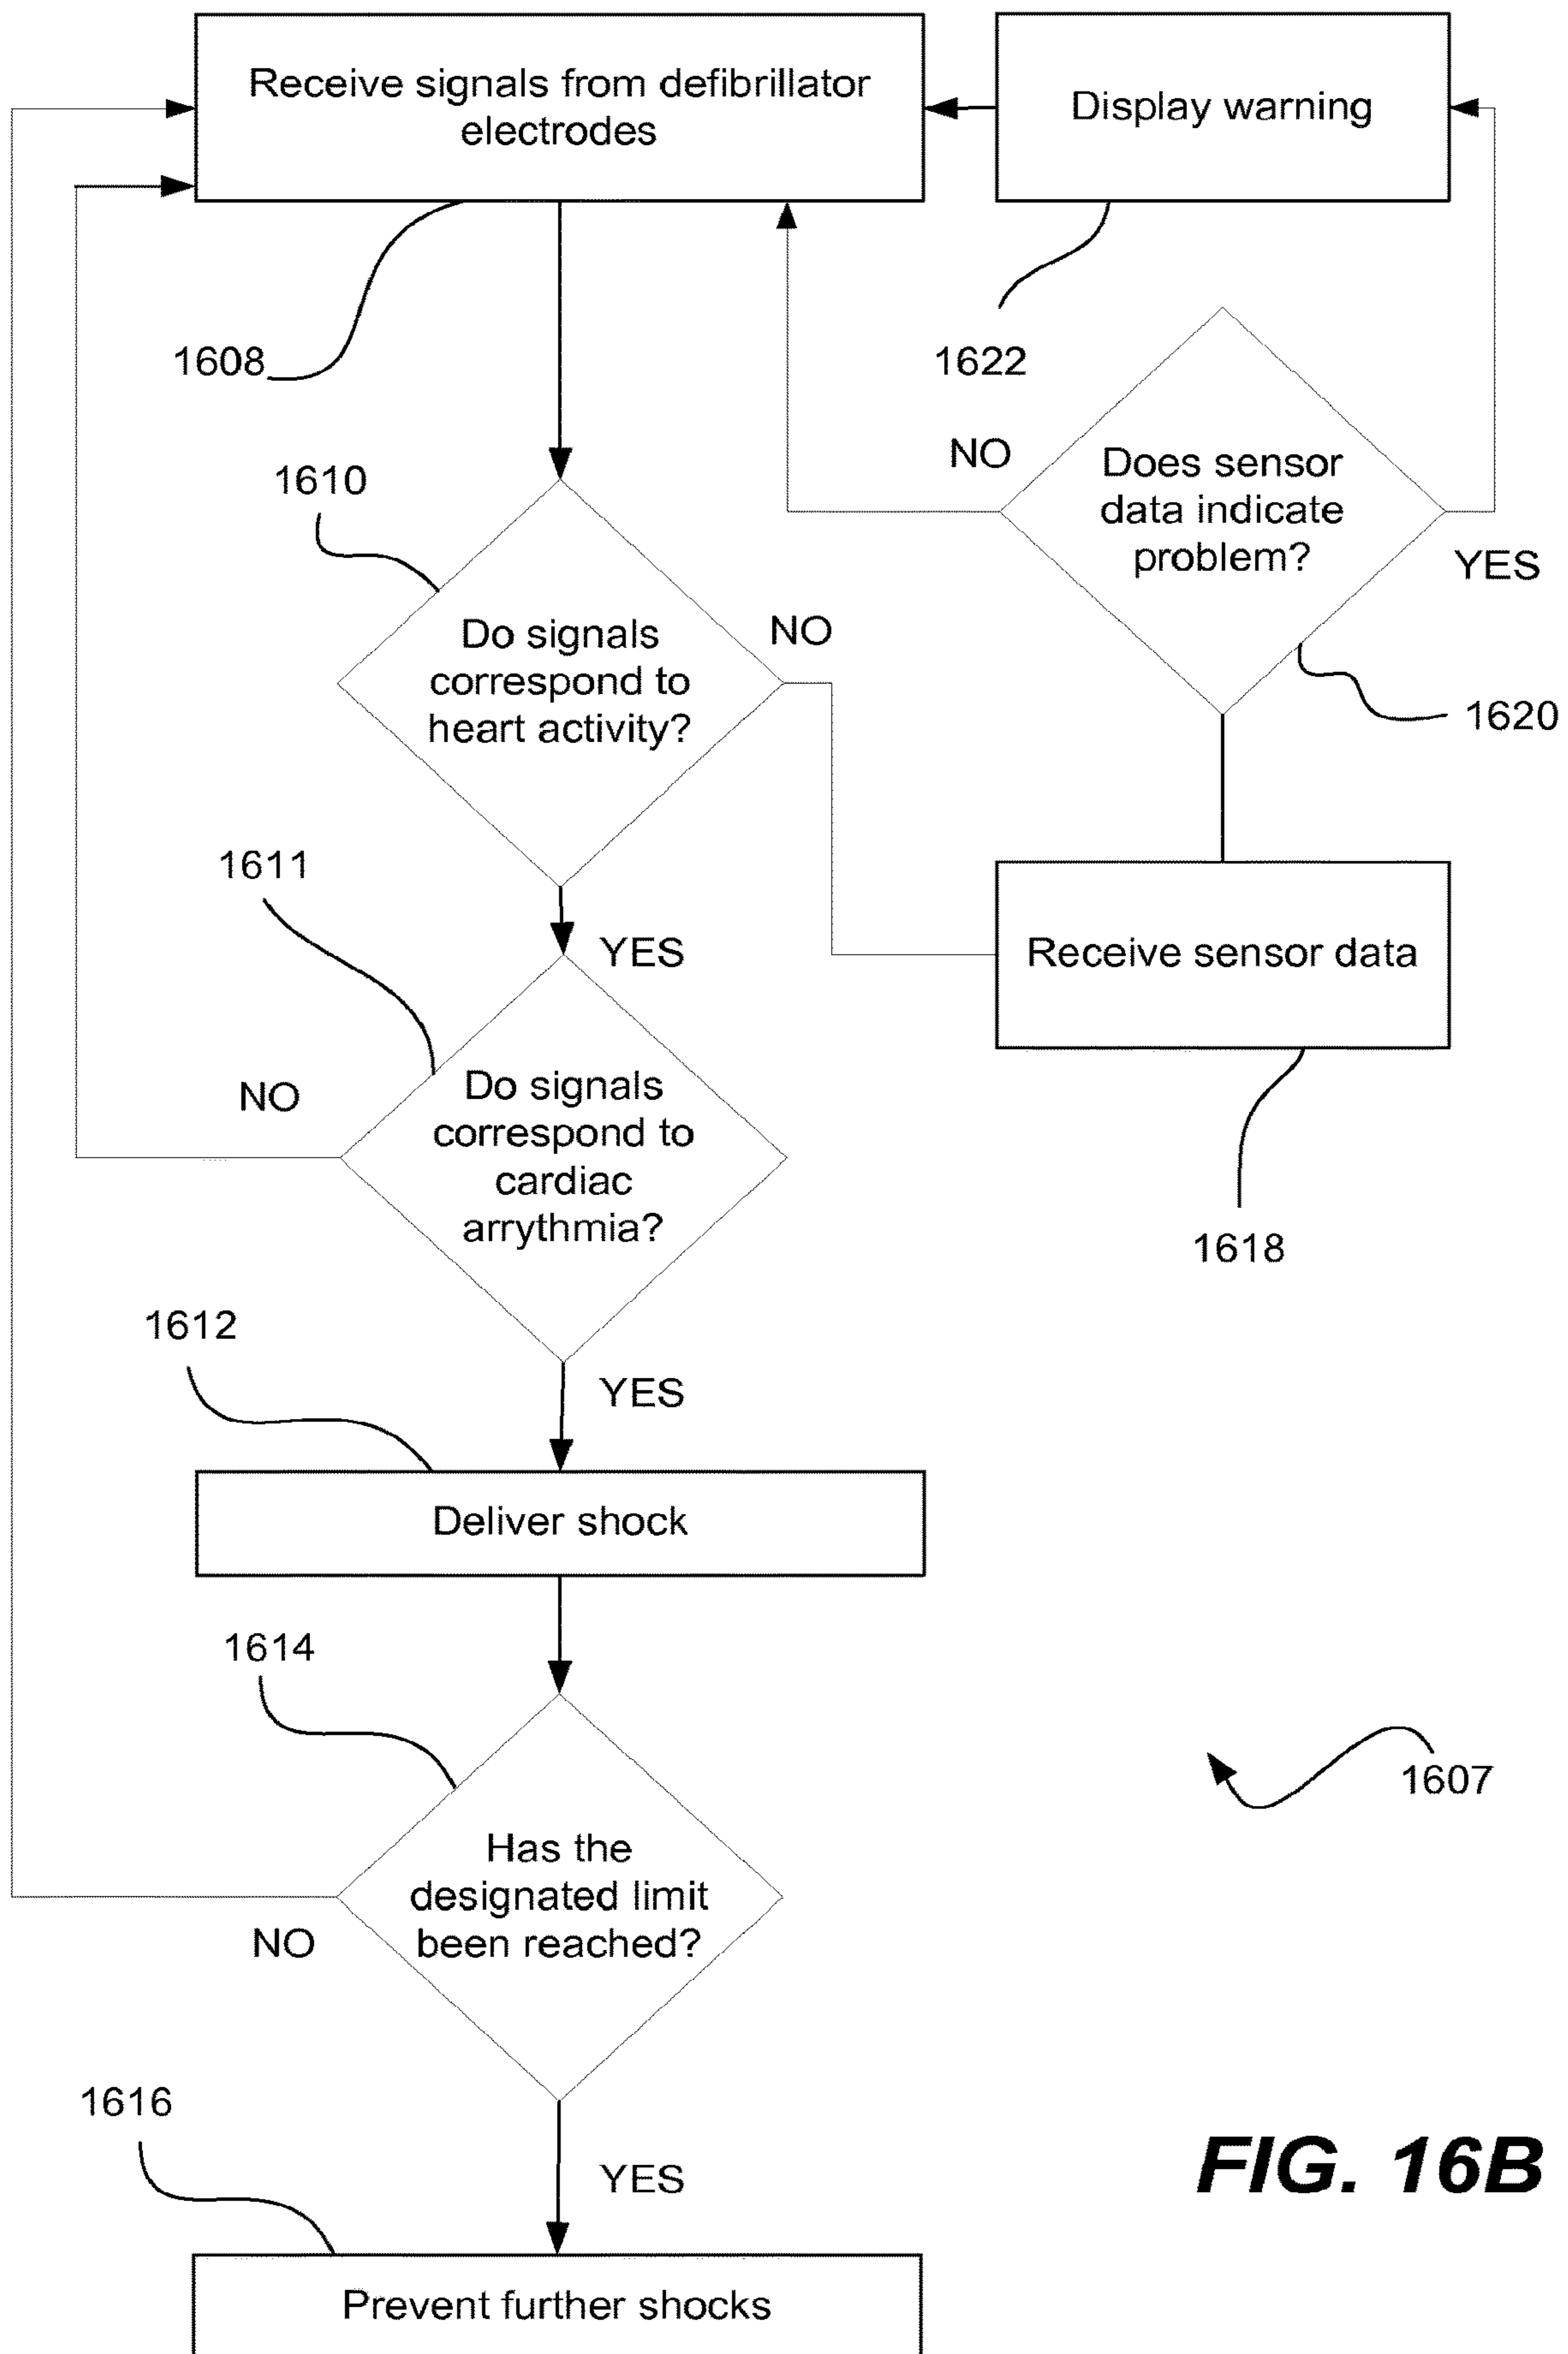 Receive signals from defibrillator
electrodes
Display warning
1608
1622
NO
Does sensor
data indicate
problem?
YES
1620
1610
Do signals
correspond to
heart activity?
NO
YES
Receive sensor data
1618
1611
Do signals
correspond to
cardiac
arrythmia?
NO
YES
1612
Deliver shock
1614
Has the
designated limit
been reached?
NO
YES
1607
1616
Prevent further shocks
FIG. 16B